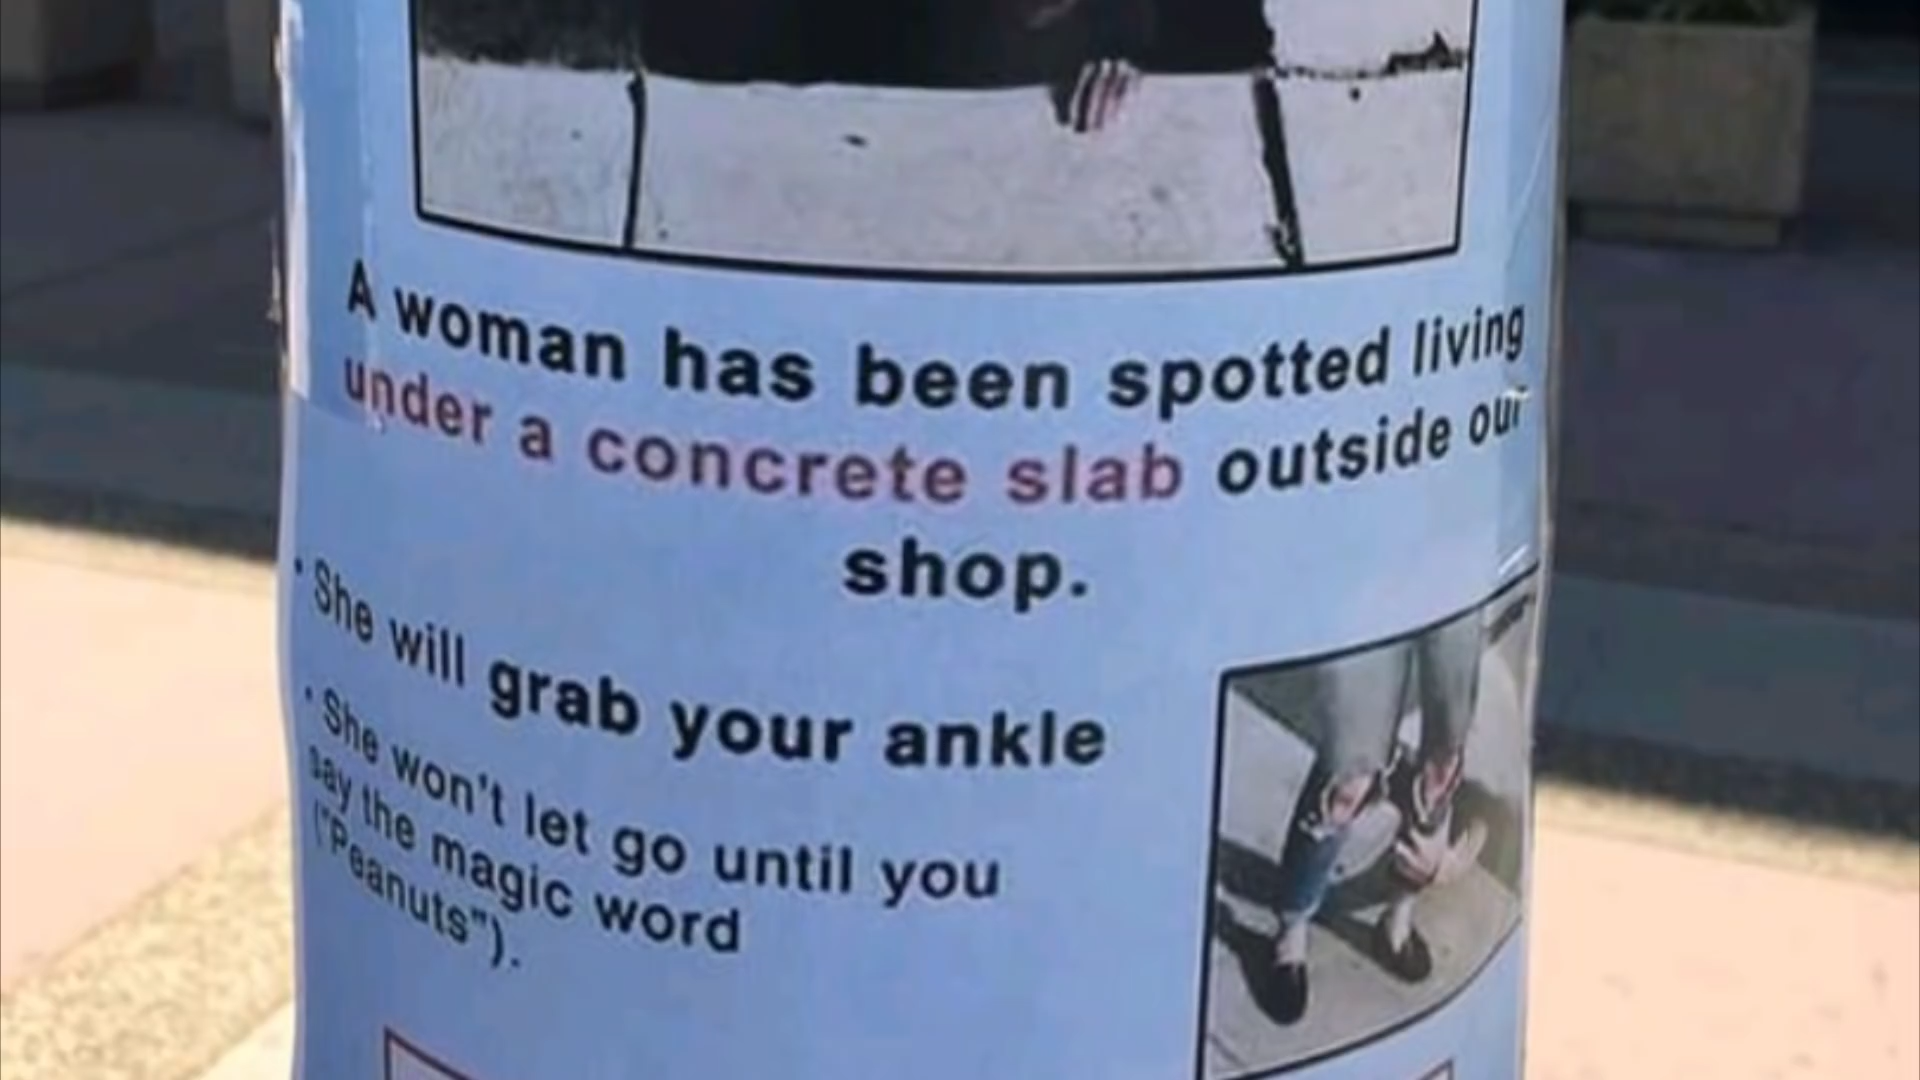 A woman has been spotted living
under a concrete slab outside our
shop.
• She will grab your ankle
• She won't let go until you
say the magic word
("Peanuts").